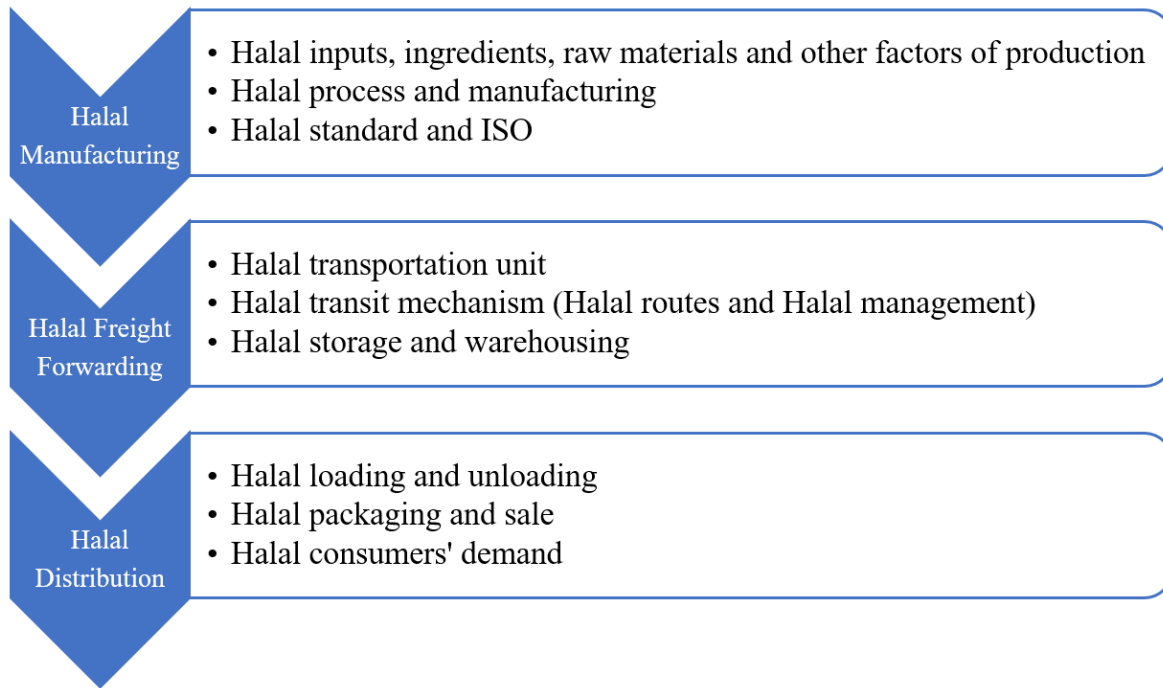 Halal
Manufacturing
• Halal inputs, ingredients, raw materials and other factors of production
• Halal process and manufacturing
• Halal standard and ISO
Halal Freight
Forwarding
• Halal transportation unit
• Halal transit mechanism (Halal routes and Halal management)
• Halal storage and warehousing
Halal
Distribution
• Halal loading and unloading
• Halal packaging and sale
• Halal consumers' demand